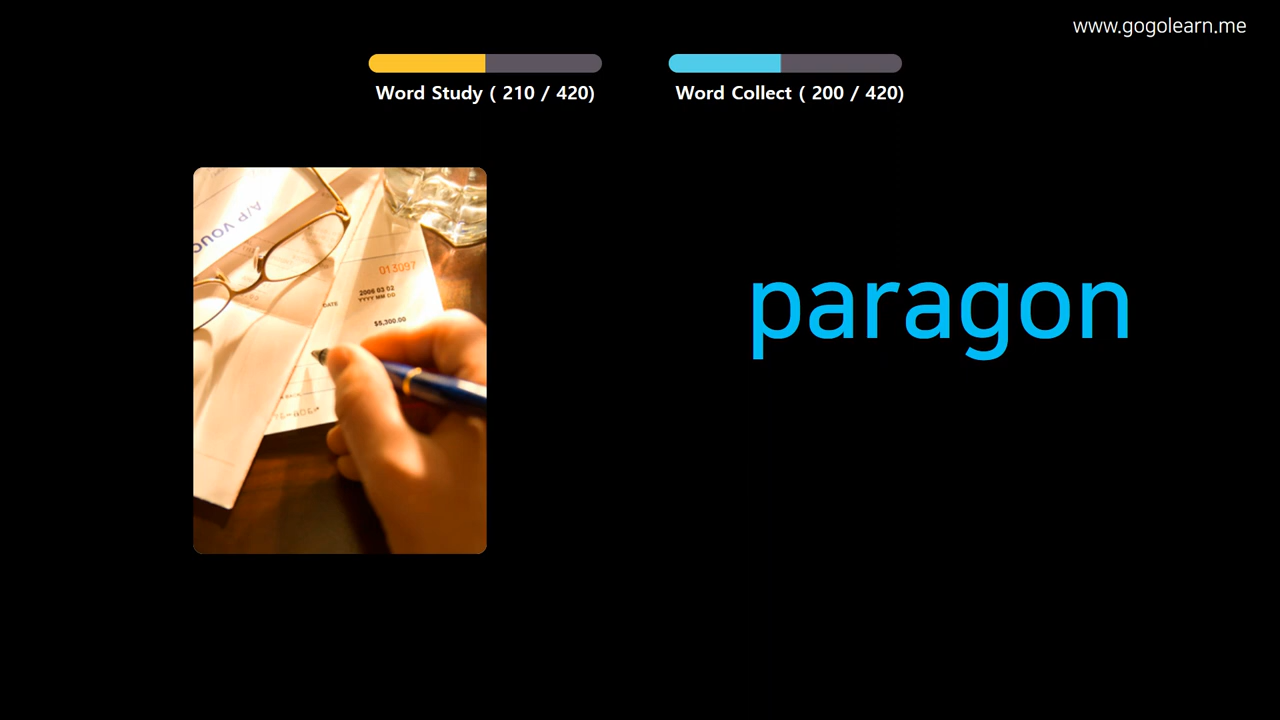 www.gogolearn.me
Word Study ( 210 / 420)
Word Collect ( 200 / 420)
A/P VOUC
013097
2006 03 02
YYYY MM DD
DATE
$5,300.00
paragon